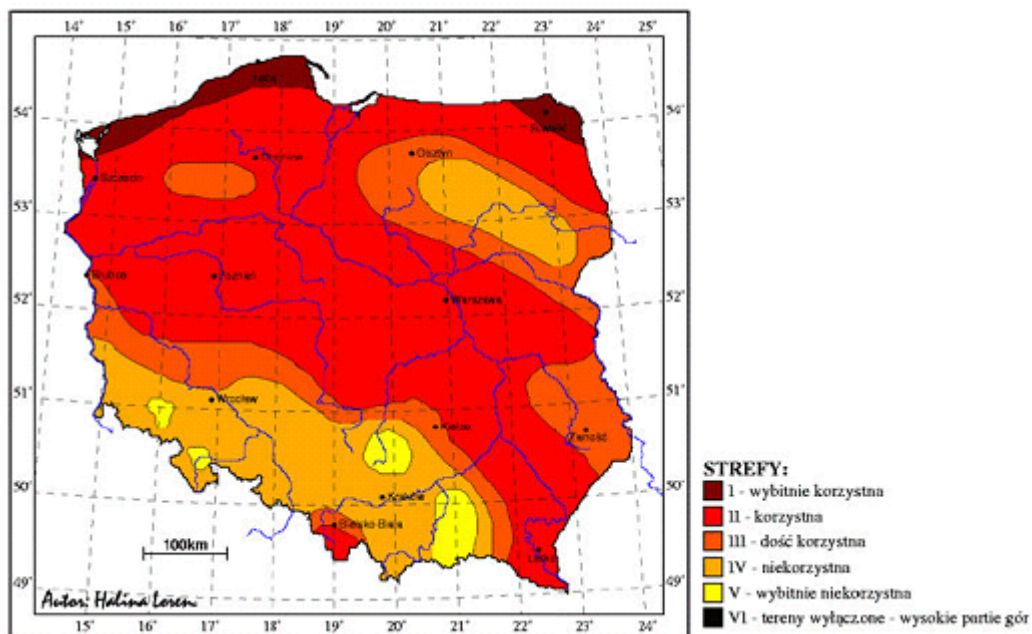 14° 15° 16° 17° 18° 19° 20° 21° 22° 23° 24°
54° 54°
Olsztyn
Szczecin
53° 53°
Słubice Poznań
Warszawa
52° 52°
51° 51°
Wrocław
Kielce
Zamość
50° 50°
Kraków
Bielsko-Biała
Lesko
100km
49° 49°
Autor: Halina Lorenc
15° 16° 17° 18° 19° 20° 21° 22° 23°
STREFY:
I - wybitnie korzystna
II - korzystna
III - dość korzystna
IV - niekorzystna
V - wybitnie niekorzystna
VI - tereny wyłączone - wysokie partie gór